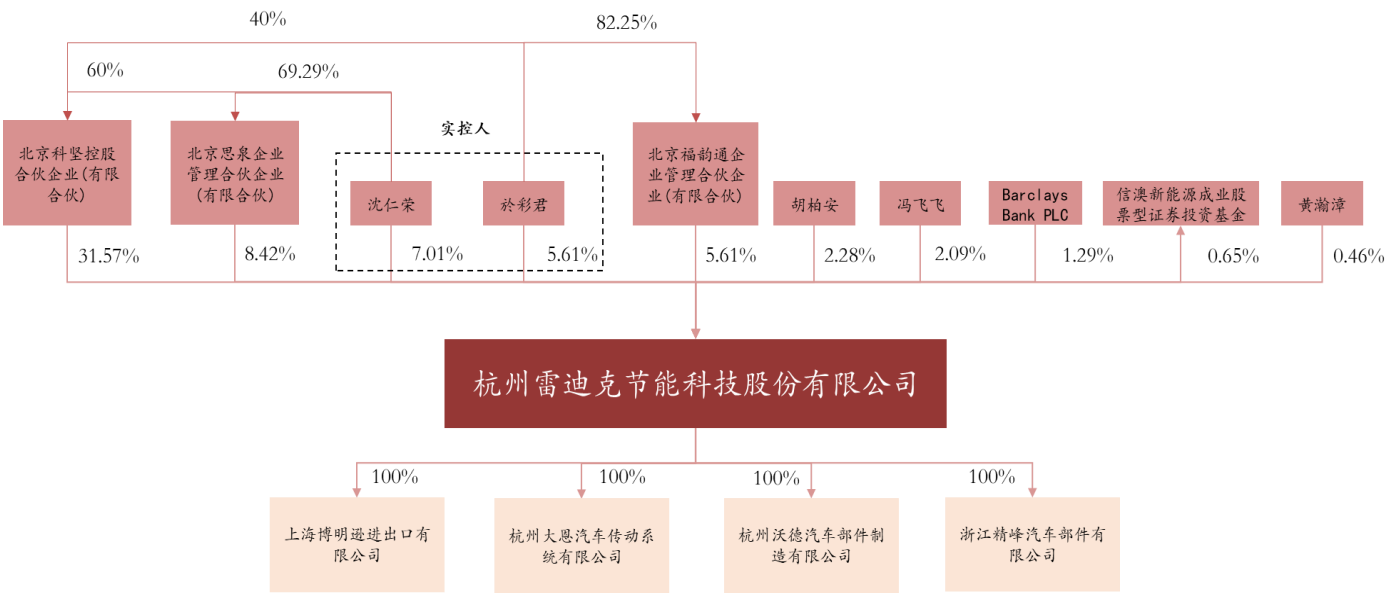 40%
82.25%
60%
69.29%
实控人
北京科坚控股
合伙企业(有限
合伙)
北京思泉企业
管理合伙企业
(有限合伙)
沈仁荣
於彩君
北京福韵通企
业管理合伙企
业(有限合伙)
胡柏安
冯飞飞
Barclays
Bank PLC
信澳新能源成业股
票型证券投资基金
黄瀚漳
31.57%
8.42%
7.01%
5.61%
5.61%
2.28%
2.09%
1.29%
0.65%
0.46%
杭州雷迪克节能科技股份有限公司
100%
100%
100%
100%
上海博明逊进出口有
限公司
杭州大恩汽车传动系
统有限公司
杭州沃德汽车部件制
造有限公司
浙江精峰汽车部件有
限公司